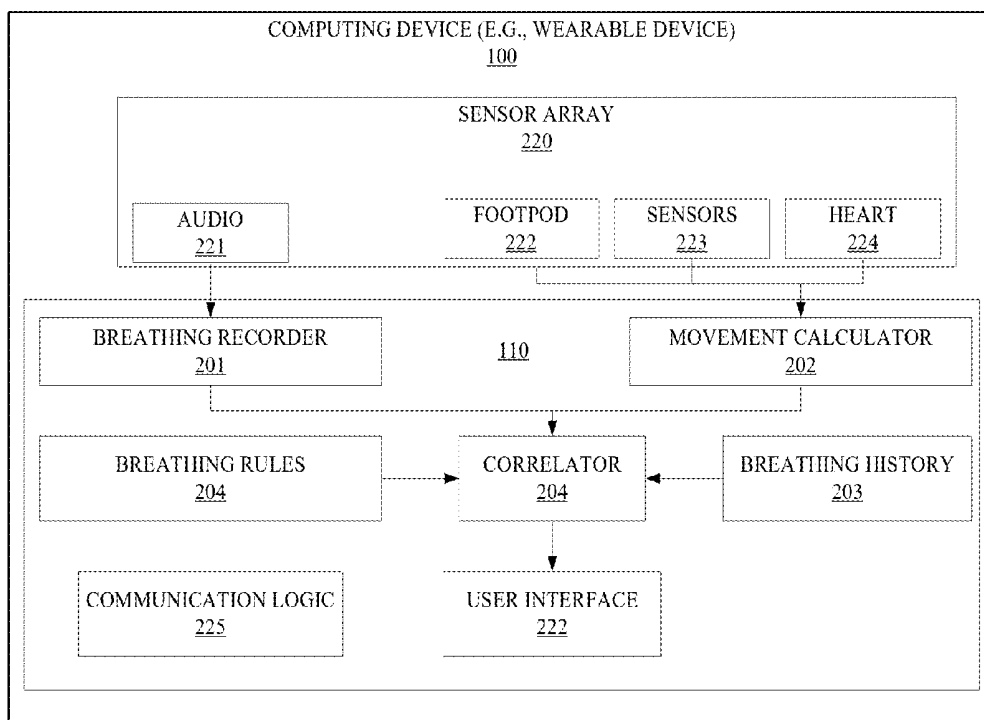 COMPUTING DEVICE (E.G., WEARABLE DEVICE)
100
SENSOR ARRAY
220
AUDIO
221
FOOTPOD
222
SENSORS
223
HEART
224
BREATHING RECORDER
201
110
MOVEMENT CALCULATOR
202
BREATHING RULES
204
CORRELATOR
204
BREATHING HISTORY
203
COMMUNICATION LOGIC
225
USER INTERFACE
222